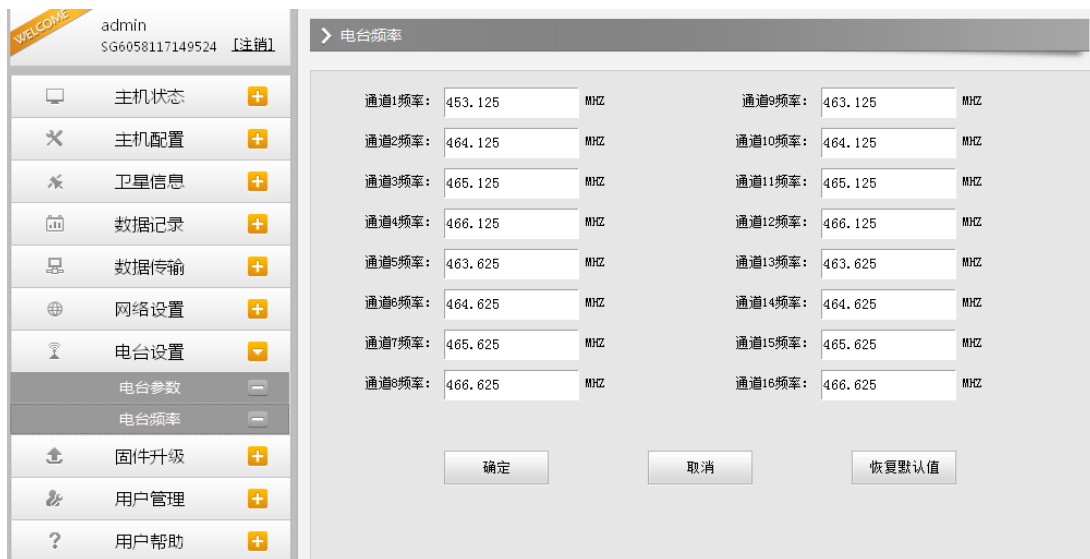 WELCOME
admin
SG6058117149524 [注销]
主机状态
主机配置
卫星信息
数据记录
数据传输
网络设置
电台设置
电台参数
电台频率
固件升级
用户管理
用户帮助
电台频率
通道1频率: 453.125 MHZ 通道9频率: 463.125 MHZ
通道2频率: 464.125 MHZ 通道10频率: 464.125 MHZ
通道3频率: 465.125 MHZ 通道11频率: 465.125 MHZ
通道4频率: 466.125 MHZ 通道12频率: 466.125 MHZ
通道5频率: 463.625 MHZ 通道13频率: 463.625 MHZ
通道6频率: 464.625 MHZ 通道14频率: 464.625 MHZ
通道7频率: 465.625 MHZ 通道15频率: 465.625 MHZ
通道8频率: 466.625 MHZ 通道16频率: 466.625 MHZ
确定 取消 恢复默认值